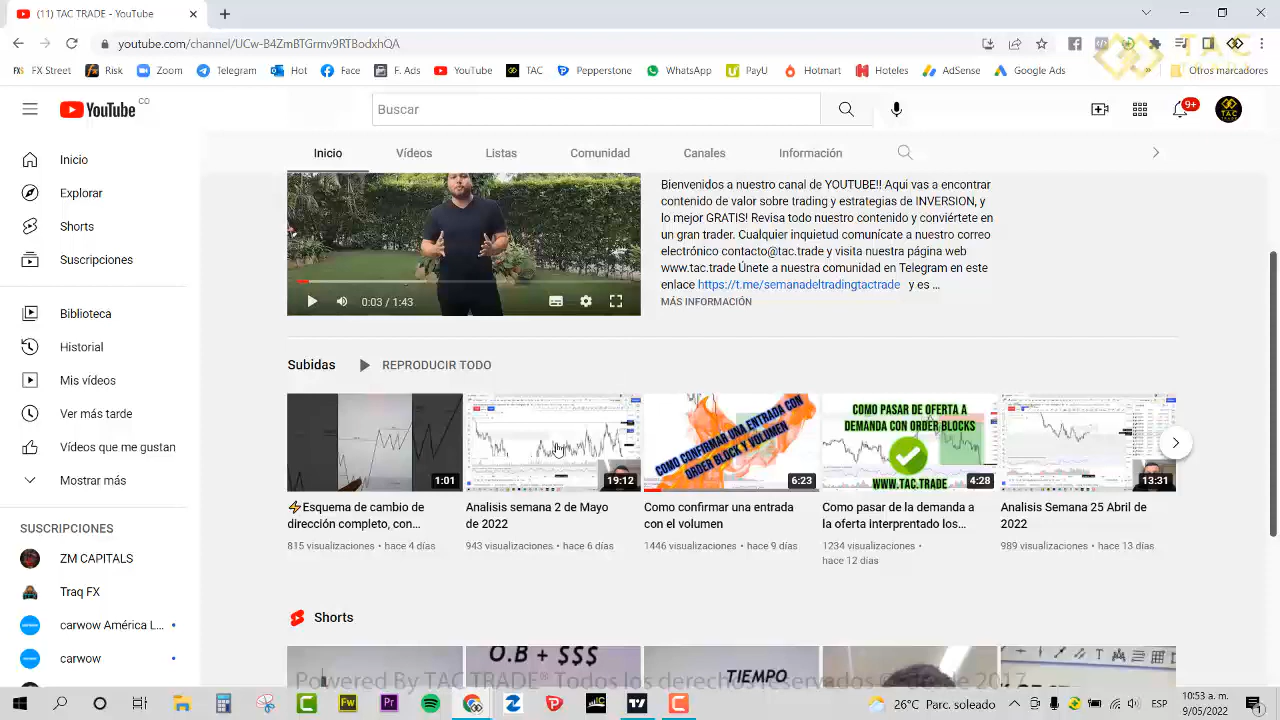 (11) TAC TRADE - YouTube
youtube.com/channel/UCw-B4ZmBTGrmv9RTBodxhQA
FX Street Risk Zoom Telegram Hot Face F. Ads YouTube TAC Pepperstone WhatsApp PayU Hotmart Hoteles AdSense Google Ads Otros marcadores
YouTube CO
Buscar
9+
TAC
TRADE
Inicio Vídeos Listas Comunidad Canales Información
Inicio
Explorar
Shorts
Suscripciones
Biblioteca
Historial
Mis vídeos
Ver más tarde
Vídeos que me gustan
Mostrar más
SUSCRIPCIONES
ZM CAPITALS
Traq FX
carwow América L...
carwow
0:03 / 1:43
Bienvenidos a nuestro canal de YOUTUBE!! Aquí vas a encontrar
contenido de valor sobre trading y estrategias de INVERSION, y
lo mejor GRATIS! Revisa todo nuestro contenido y conviértete en
un gran trader. Cualquier inquietud comunícate a nuestro correo
electrónico contacto@tac.trade y visita nuestra página web
www.tac.trade Únete a nuestra comunidad en Telegram en este
enlace https://t.me/semanadeltradingtactrade y es ...
MÁS INFORMACIÓN
Subidas REPRODUCIR TODO
1:01
19:12
COMO CONFIRMAR UNA ENTRADA CON
ORDER BLOCK Y VOLUMEN
6:23
COMO PASAR DE OFERTA A
DEMANDA CON ORDER BLOCKS
WWW.TAC.TRADE
4:28
13:31
⚡Esquema de cambio de
dirección completo, con...
815 visualizaciones • hace 4 días
Analisis semana 2 de Mayo
de 2022
943 visualizaciones • hace 6 días
Como confirmar una entrada
con el volumen
1446 visualizaciones • hace 9 días
Como pasar de la demanda a
la oferta interpretando los...
1234 visualizaciones •
hace 12 días
Analisis Semana 25 Abril de
2022
989 visualizaciones • hace 13 días
Shorts
O.B + $$$
TIEMPO
Powered By TAC TRADE® Todos los derechos reservados
2017
26°C Parc. soleado
ESP
10:53 a. m.
9/05/2022